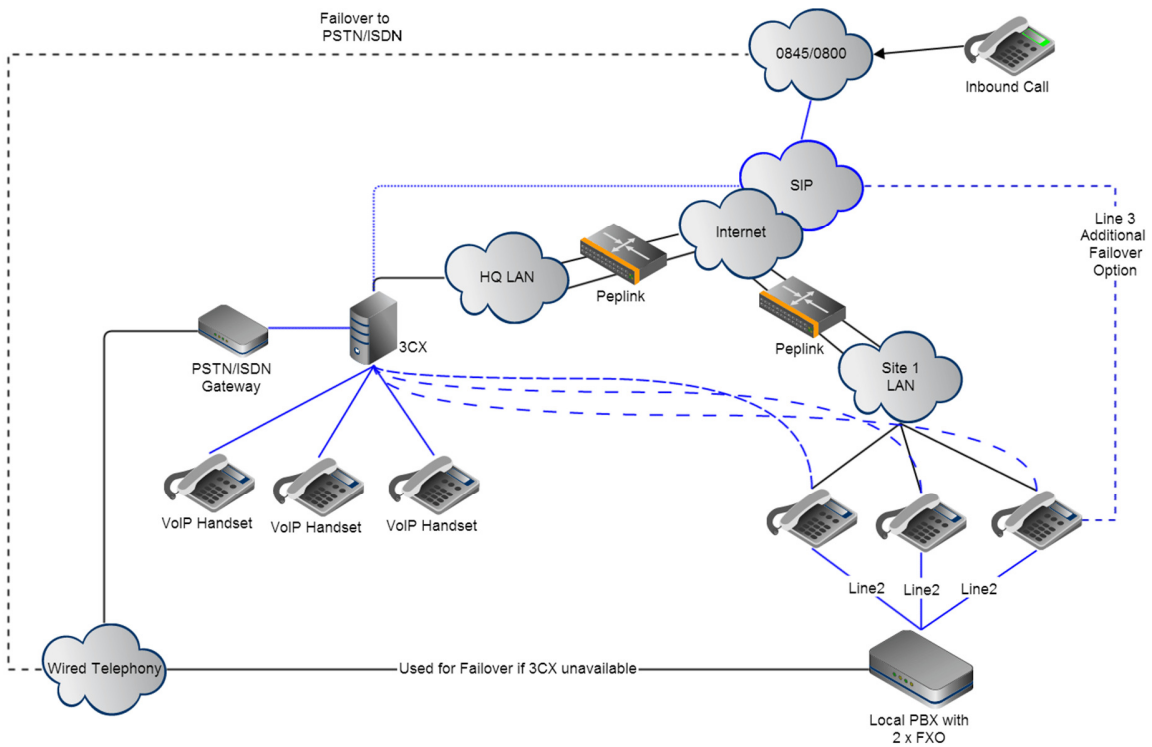 Failover to
PSTN/ISDN
0845/0800
Inbound Call
SIP
Line 3
Additional
Failover
Option
Internet
HQ LAN
Peplink
Peplink
3CX
PSTN/ISDN
Gateway
Site 1
LAN
VoIP Handset
VoIP Handset
VoIP Handset
Line2
Line2
Line2
Wired Telephony
Used for Failover if 3CX unavailable
Local PBX with
2 x FXO